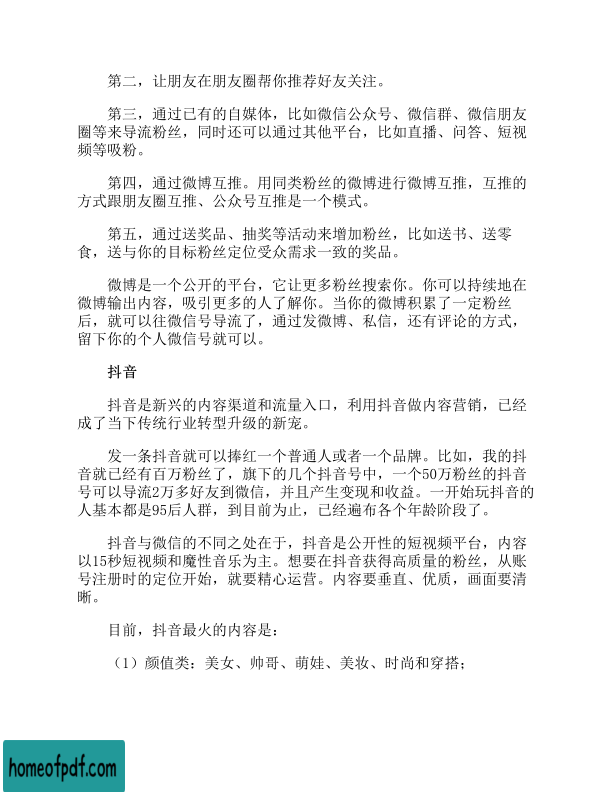 第二，让朋友在朋友圈帮你推荐好友关注。
第三，通过已有的自媒体，比如微信公众号、微信群、微信朋友
圈等来导流粉丝，同时还可以通过其他平台，比如直播、问答、短视
频等吸粉。
第四，通过微博互推。用同类粉丝的微博进行微博互推，互推的
方式跟朋友圈互推、公众号互推是一个模式。
第五，通过送奖品、抽奖等活动来增加粉丝，比如送书、送零
食，送与你的目标粉丝定位受众需求一致的奖品。
微博是一个公开的平台，它让更多粉丝搜索你。你可以持续地在
微博输出内容，吸引更多的人了解你。当你的微博积累了一定粉丝
后，就可以往微信号导流了，通过发微博、私信，还有评论的方式，
留下你的个人微信号就可以。
抖音
抖音是新兴的内容渠道和流量入口，利用抖音做内容营销，已经
成了当下传统行业转型升级的新宠。
发一条抖音就可以捧红一个普通人或者一个品牌。比如，我的抖
音就已经有百万粉丝了，旗下的几个抖音号中，一个50万粉丝的抖音
号可以导流2万多好友到微信，并且产生变现和收益。一开始玩抖音的
人基本都是95后人群，到目前为止，已经遍布各个年龄阶段了。
抖音与微信的不同之处在于，抖音是公开性的短视频平台，内容
以15秒短视频和魔性音乐为主。想要在抖音获得高质量的粉丝，从账
号注册时的定位开始，就要精心运营。内容要垂直、优质，画面要清
晰。
目前，抖音最火的内容是：
（1）颜值类：美女、帅哥、萌娃、美妆、时尚和穿搭；
homeofpdf.com